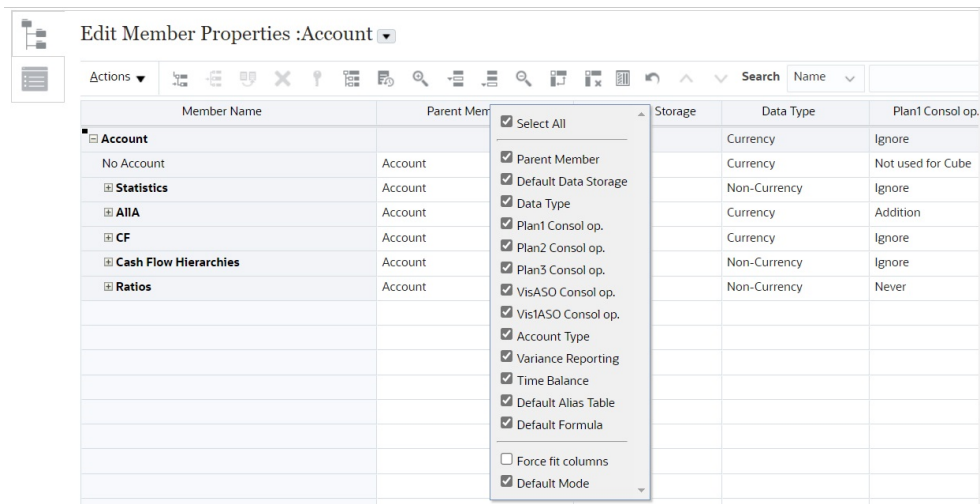 Edit Member Properties :Account
Actions Search Name
Member Name Parent Mem Storage Data Type Plan1 Consol op.
Account Currency Ignore
No Account Account Currency Not used for Cube
Statistics Account Non-Currency Ignore
AllA Account Currency Addition
CF Account Currency Ignore
Cash Flow Hierarchies Account Non-Currency Ignore
Ratios Account Non-Currency Never
Select All
Parent Member
Default Data Storage
Data Type
Plan1 Consol op.
Plan2 Consol op.
Plan3 Consol op.
VisASO Consol op.
Vis1ASO Consol op.
Account Type
Variance Reporting
Time Balance
Default Alias Table
Default Formula
Force fit columns
Default Mode